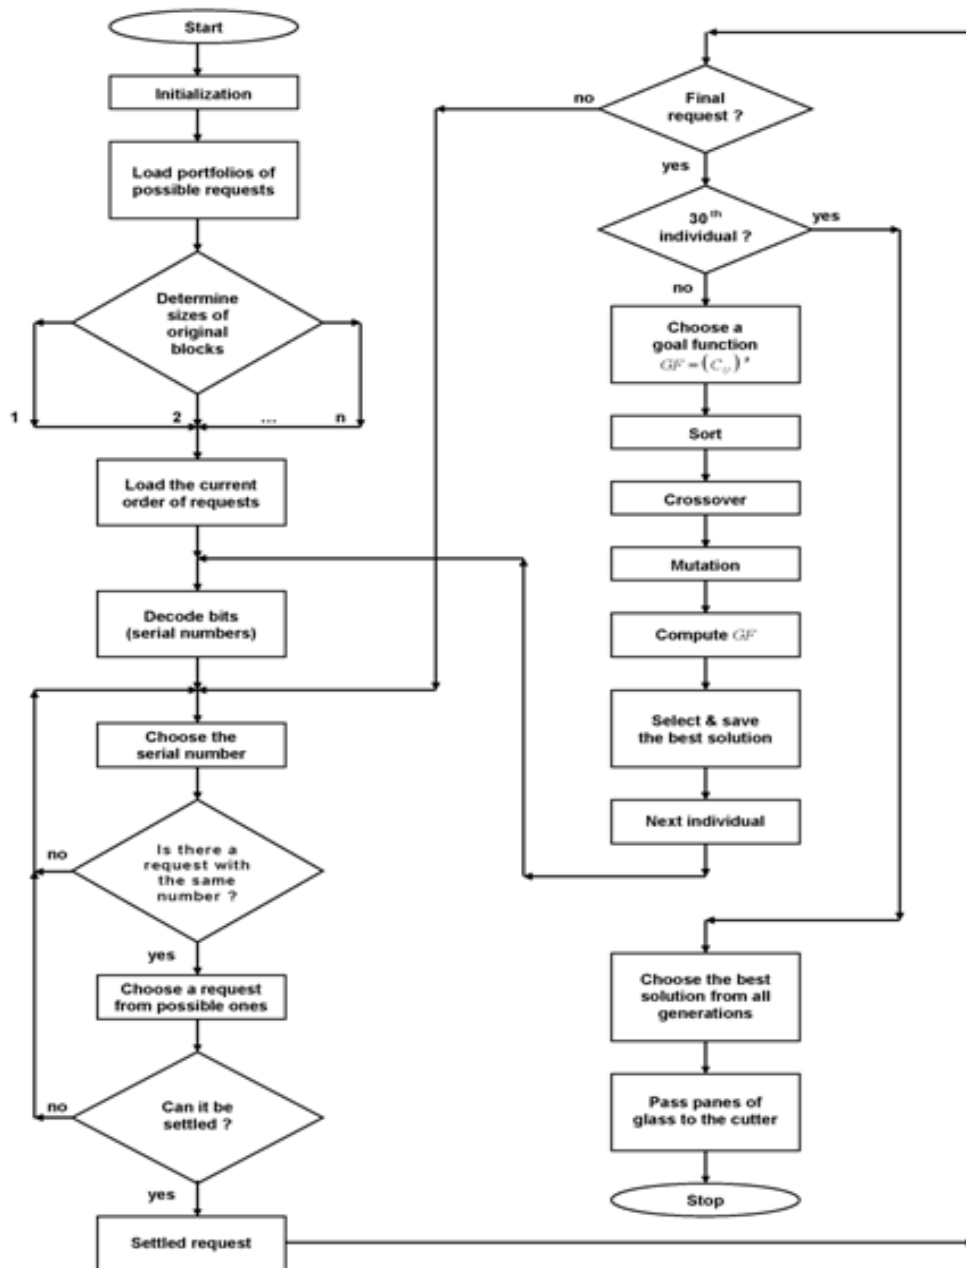 Start
Initialization
Load portfolios of
possible requests
Determine
sizes of
original
blocks
1
2
...
n
Load the current
order of requests
Decode bits
(serial numbers)
Choose the
serial number
Is there a
request with
the same
number ?
no
yes
Choose a request
from possible ones
Can it be
settled ?
no
yes
Settled request
Final
request ?
no
yes
30th
individual ?
yes
no
Choose a
goal function
Sort
Crossover
Mutation
Compute GF
Select & save
the best solution
Next individual
Choose the best
solution from all
generations
Pass panes of
glass to the cutter
Stop